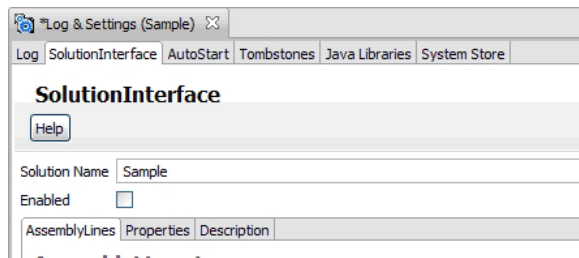 *Log & Settings (Sample)
Log SolutionInterface AutoStart Tombstones Java Libraries System Store
SolutionInterface
Help
Solution Name Sample
Enabled
AssemblyLines Properties Description